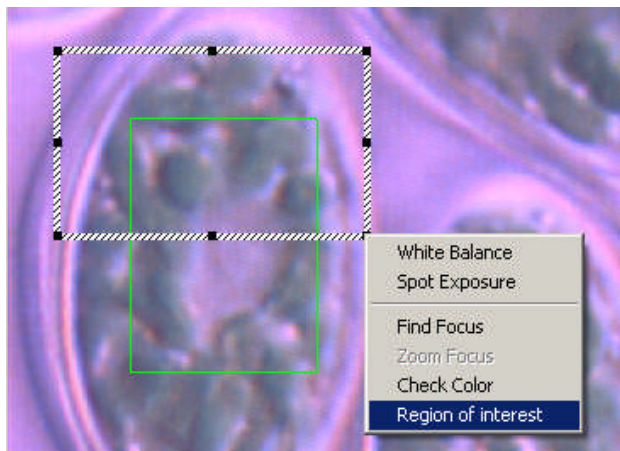 White Balance
Spot Exposure
Find Focus
Zoom Focus
Check Color
Region of interest